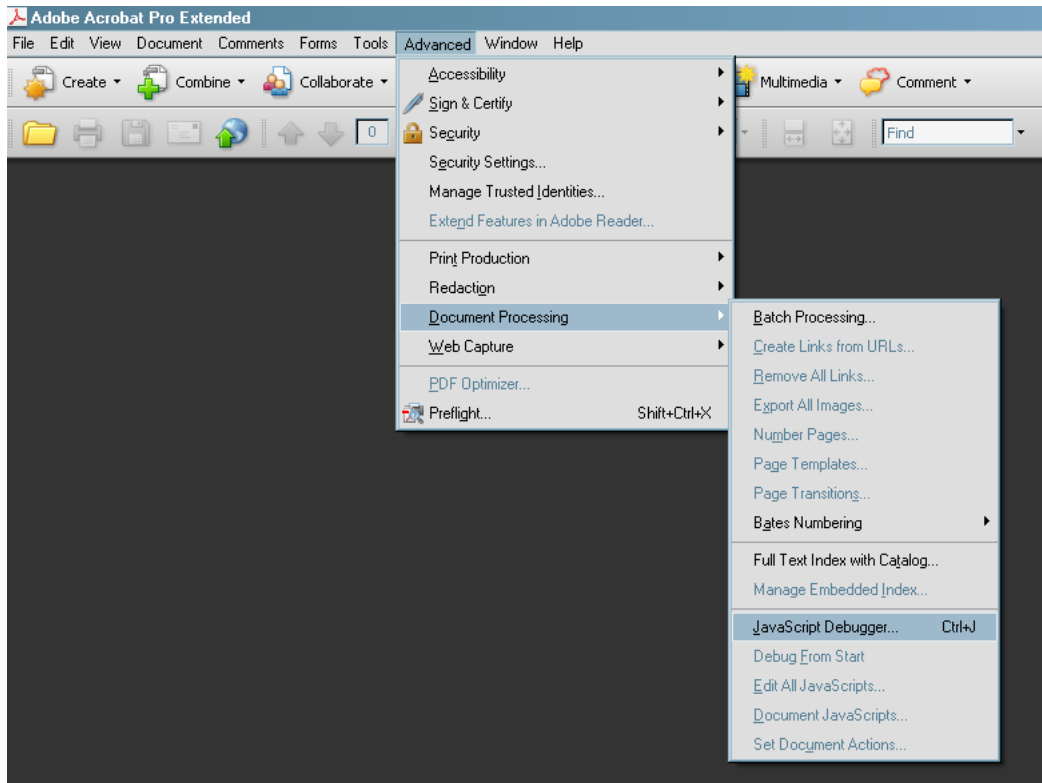 Adobe Acrobat Pro Extended
File Edit View Document Comments Forms Tools Advanced Window Help
Create Combine Collaborate Multimedia Comment
0 Find
Accessibility
Sign & Certify
Security
Security Settings...
Manage Trusted Identities...
Extend Features in Adobe Reader...
Print Production
Redaction
Document Processing
Web Capture
PDF Optimizer...
Preflight... Shift+Ctrl+X
Batch Processing...
Create Links from URLs...
Remove All Links...
Export All Images...
Number Pages...
Page Templates...
Page Transitions...
Bates Numbering
Full Text Index with Catalog...
Manage Embedded Index...
JavaScript Debugger... Ctrl+J
Debug From Start
Edit All JavaScripts...
Document JavaScripts...
Set Document Actions...